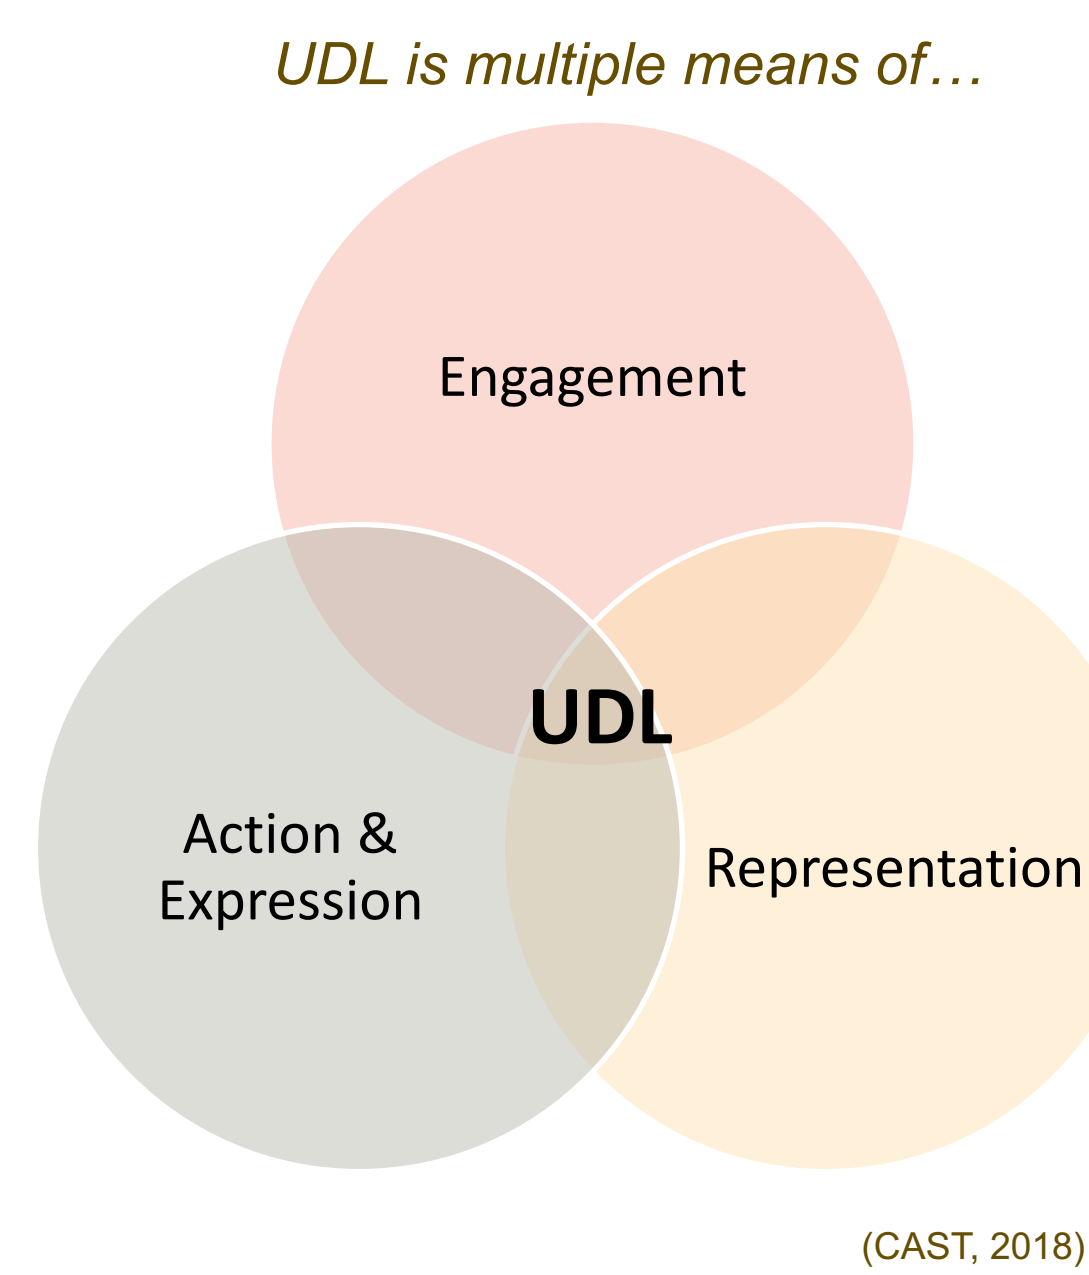 UDL is multiple means of…
Engagement
UDL
Action &
Expression
Representation
(CAST, 2018)